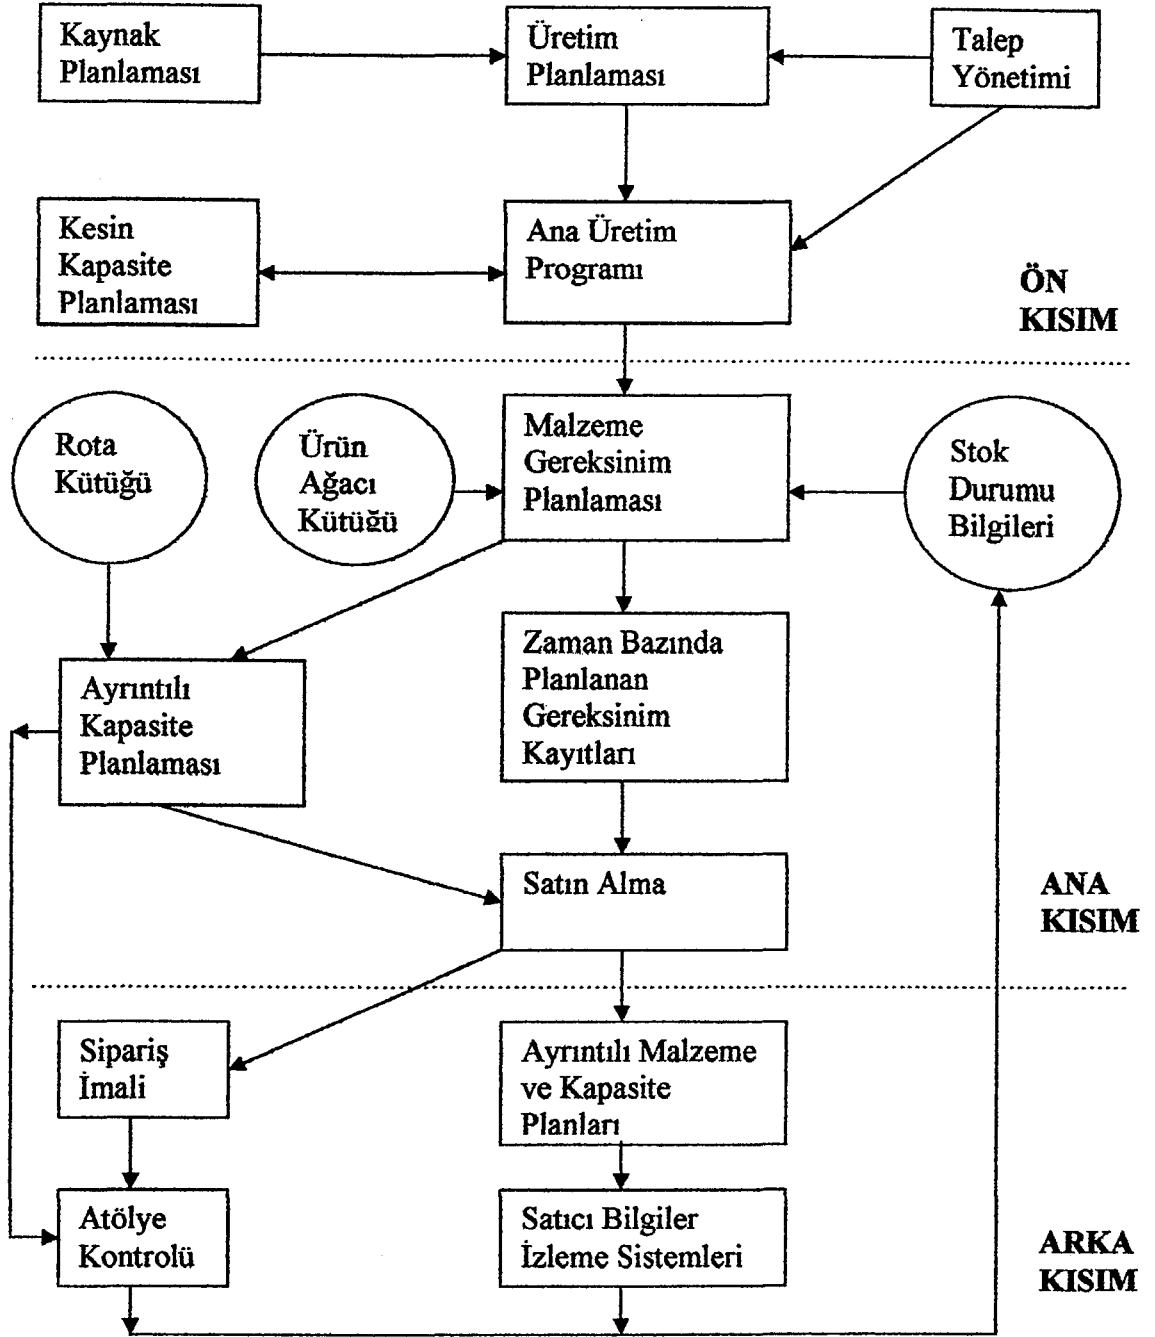 Kaynak
Planlaması
Üretim
Planlaması
Talep
Yönetimi
Kesin
Kapasite
Planlaması
Ana Üretim
Programı
ÖN
KISIM
Rota
Kütüğü
Ürün
Ağacı
Kütüğü
Malzeme
Gereksinim
Planlaması
Stok
Durumu
Bilgileri
Ayrıntılı
Kapasite
Planlaması
Zaman Bazında
Planlanan
Gereksinim
Kayıtları
Satın Alma
ANA
KISIM
Sipariş
İmali
Ayrıntılı Malzeme
ve Kapasite
Planları
Atölye
Kontrolü
Satıcı Bilgiler
İzleme Sistemleri
ARKA
KISIM